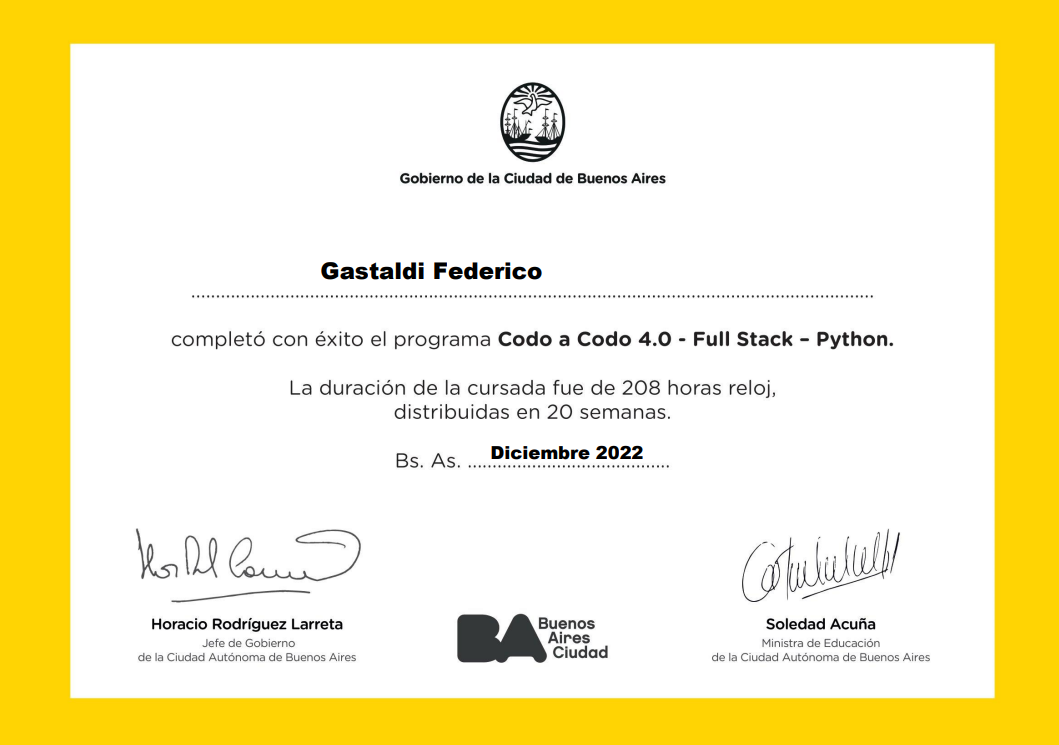 Gobierno de la Ciudad de Buenos Aires
Gastaldi Federico
completó con éxito el programa Codo a Codo 4.0 - Full Stack – Python.
La duración de la cursada fue de 208 horas reloj,
distribuidas en 20 semanas.
Bs. As. Diciembre 2022
Horacio Rodríguez Larreta
Jefe de Gobierno
de la Ciudad Autónoma de Buenos Aires
BA Buenos
Aires
Ciudad
Soledad Acuña
Ministra de Educación
de la Ciudad Autónoma de Buenos Aires